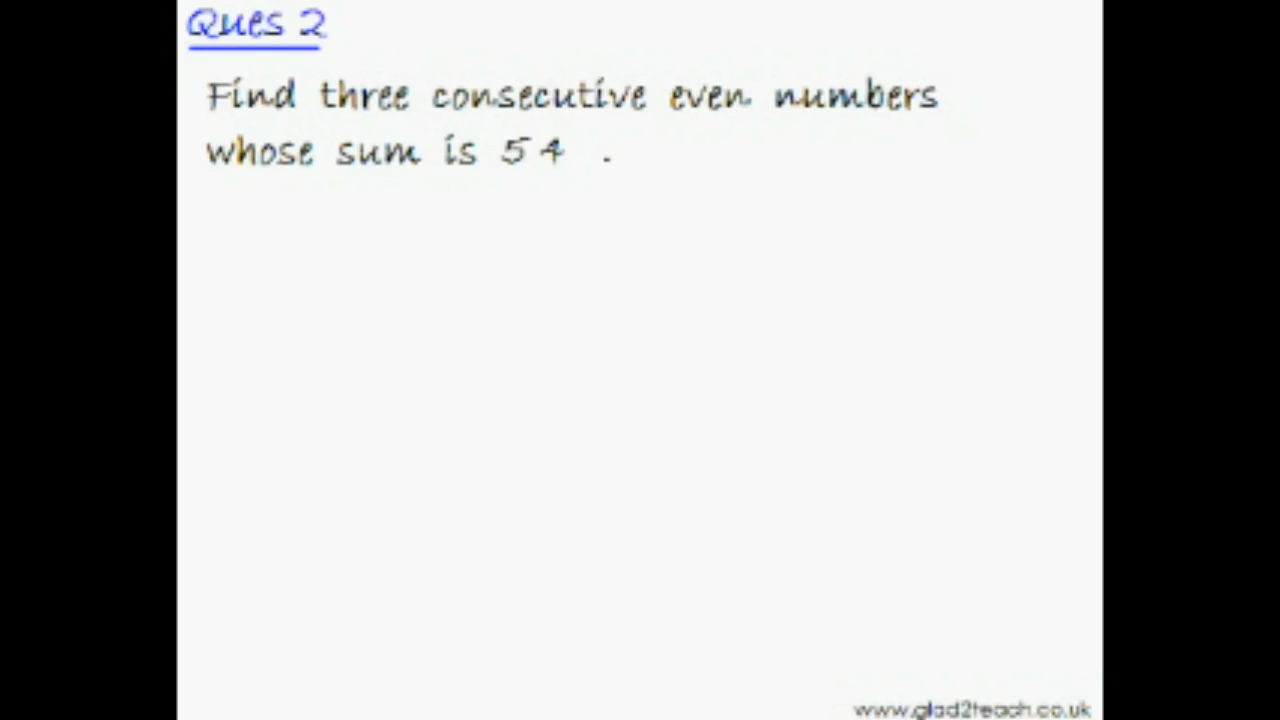 Ques 2
Find three consecutive even numbers
whose sum is 54 .
www.glad2teach.co.uk